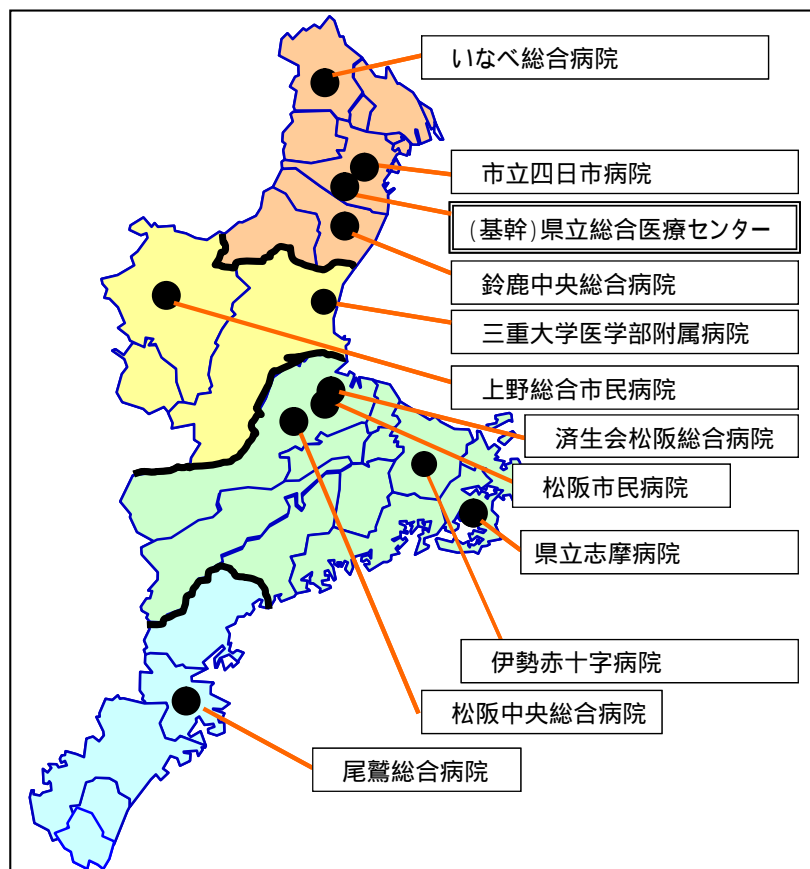 いなべ総合病院
市立四日市病院
(基幹)県立総合医療センター
鈴鹿中央総合病院
三重大学医学部附属病院
上野総合市民病院
済生会松阪総合病院
松阪市民病院
県立志摩病院
伊勢赤十字病院
松阪中央総合病院
尾鷲総合病院